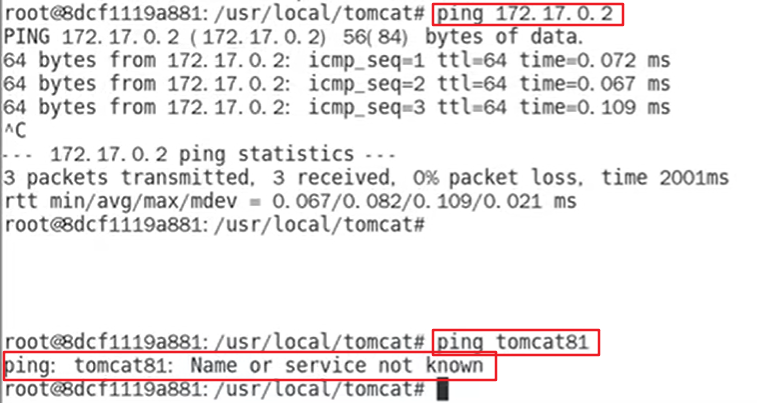 root@8dcf1119a881:/usr/local/tomcat# ping 172.17.0.2
PING 172.17.0.2 (172.17.0.2) 56(84) bytes of data.
64 bytes from 172.17.0.2: icmp_seq=1 ttl=64 time=0.072 ms
64 bytes from 172.17.0.2: icmp_seq=2 ttl=64 time=0.067 ms
64 bytes from 172.17.0.2: icmp_seq=3 ttl=64 time=0.109 ms
^C
--- 172.17.0.2 ping statistics ---
3 packets transmitted, 3 received, 0% packet loss, time 2001ms
rtt min/avg/max/mdev = 0.067/0.082/0.109/0.021 ms
root@8dcf1119a881:/usr/local/tomcat#
root@8dcf1119a881:/usr/local/tomcat# ping tomcat81
ping: tomcat81: Name or service not known
root@8dcf1119a881:/usr/local/tomcat#